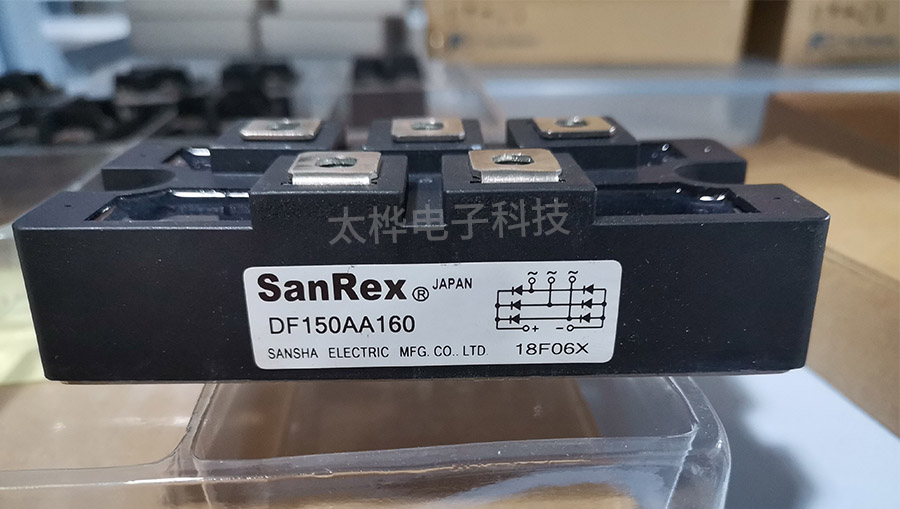 太桦电子科技
SanRex® JAPAN
DF150AA160
SANSHA ELECTRIC MFG. CO., LTD.
~ ~ ~
+ −
18F06X